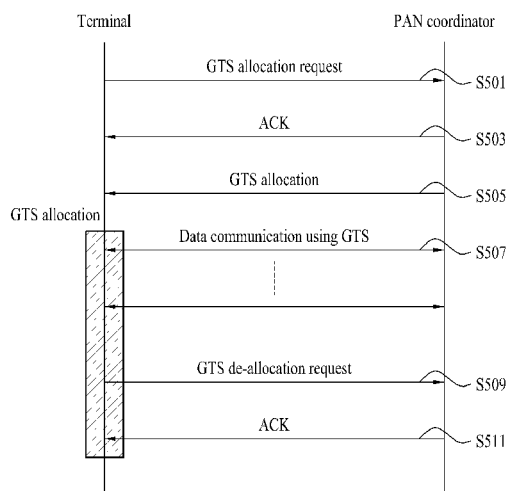 Terminal
PAN coordinator
GTS allocation request
S501
ACK
S503
GTS allocation
S505
GTS allocation
Data communication using GTS
S507
GTS de-allocation request
S509
ACK
S511